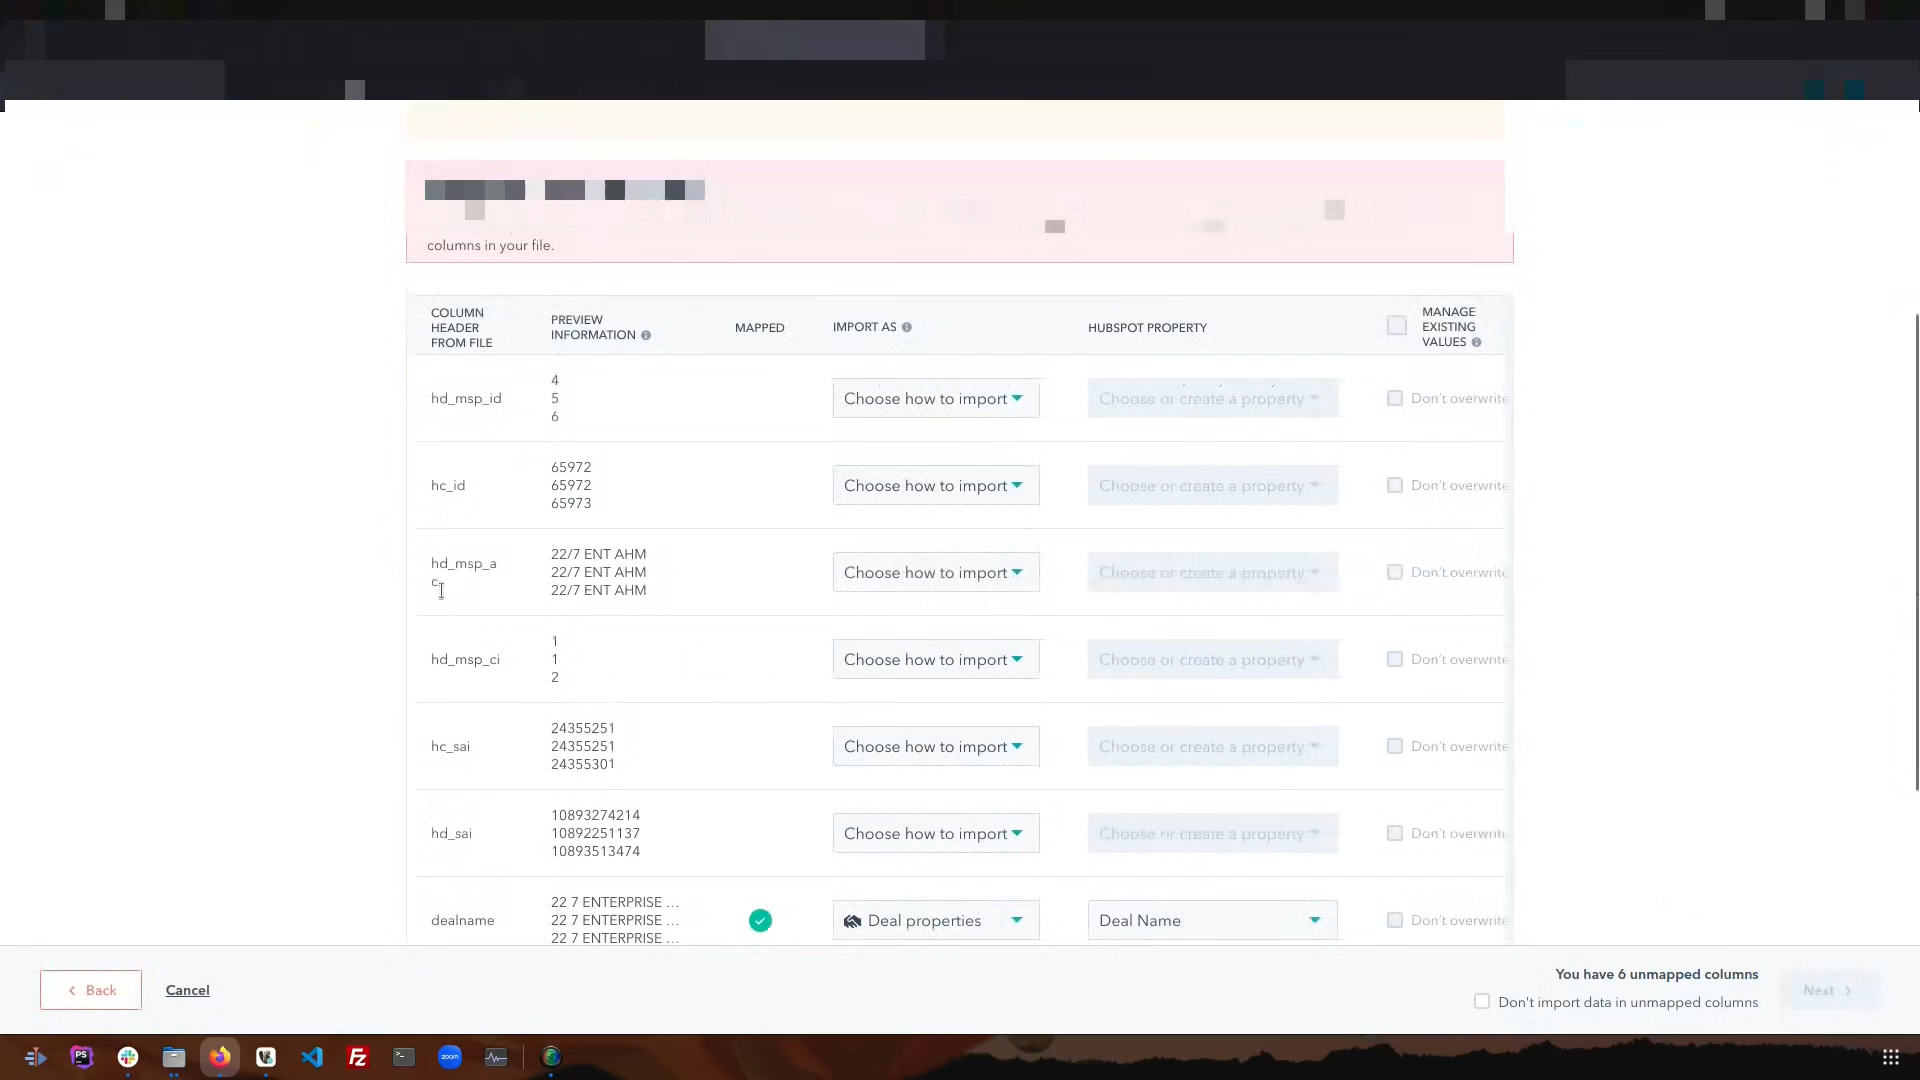 columns in your file.
COLUMN
HEADER
FROM FILE
PREVIEW
INFORMATION
MAPPED
IMPORT AS
HUBSPOT PROPERTY
MANAGE
EXISTING
VALUES
hd_msp_id
4
5
6
Choose how to import
Choose or create a property
Don't overwrite
hc_id
65972
65972
65973
Choose how to import
Choose or create a property
Don't overwrite
hd_msp_a
c
22/7 ENT AHM
22/7 ENT AHM
22/7 ENT AHM
Choose how to import
Choose or create a property
Don't overwrite
hd_msp_ci
1
1
2
Choose how to import
Choose or create a property
Don't overwrite
hc_sai
24355251
24355251
24355301
Choose how to import
Choose or create a property
Don't overwrite
hd_sai
10893274214
10892251137
10893513474
Choose how to import
Choose or create a property
Don't overwrite
dealname
22 7 ENTERPRISE ...
22 7 ENTERPRISE ...
22 7 ENTERPRISE ...
Deal properties
Deal Name
Don't overwrite
Back
Cancel
You have 6 unmapped columns
Don't import data in unmapped columns
Next
PS
FZ
zoom